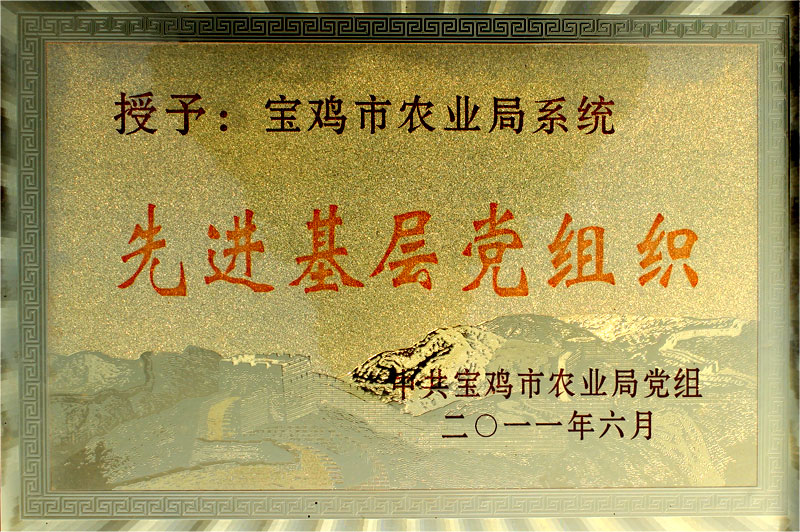 授予：宝鸡市农业局系统
先进基层党组织
中共宝鸡市农业局党组
二〇一一年六月